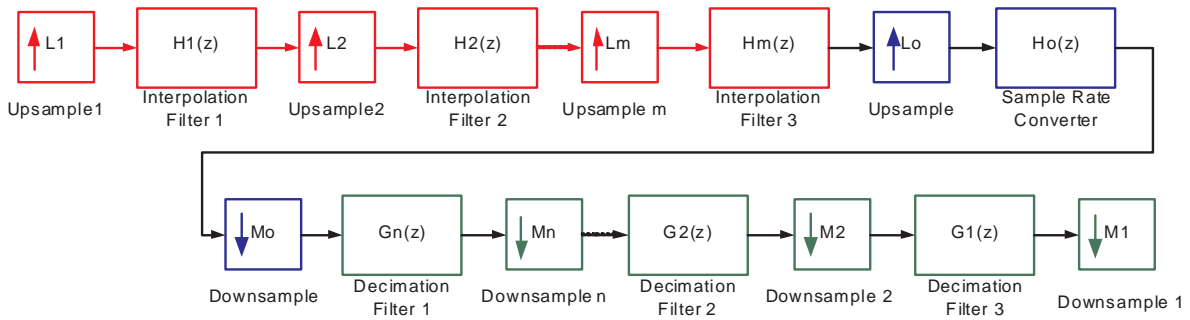 L1
H1(z)
L2
H2(z)
Lm
Hm(z)
Lo
Ho(z)
Upsample1
Interpolation
Filter 1
Upsample2
Interpolation
Filter 2
Upsample m
Interpolation
Filter 3
Upsample
Sample Rate
Converter
Mo
Gn(z)
Mn
G2(z)
M2
G1(z)
M1
Downsample
Decimation
Filter 1
Downsample n
Decimation
Filter 2
Downsample 2
Decimation
Filter 3
Downsample 1